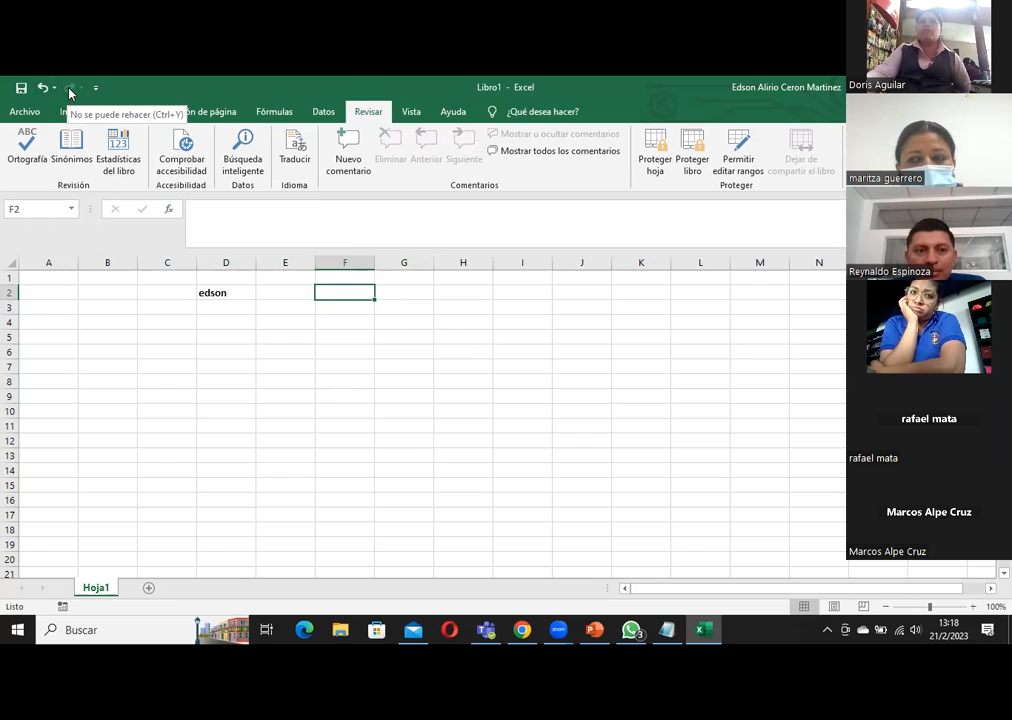 Libro1 - Excel
Edson Alirio Ceron Martinez
No se puede rehacer (Ctrl+Y)
Archivo
In
ón de página
Fórmulas
Datos
Revisar
Vista
Ayuda
¿Qué desea hacer?
ABC
Ortografía
Sinónimos
123
Estadísticas del libro
Comprobar accesibilidad
Búsqueda inteligente
Traducir
Nuevo comentario
Eliminar
Anterior
Siguiente
Mostrar u ocultar comentarios
Mostrar todos los comentarios
Proteger hoja
Proteger libro
Permitir editar rangos
Dejar de compartir el libro
Revisión
Accesibilidad
Datos
Idioma
Comentarios
Proteger
F2
fx
A B C D E F G H I J K L M N
1
2 edson
3
4
5
6
7
8
9
10
11
12
13
14
15
16
17
18
19
20
21
Hoja1
Listo
100%
Buscar
zoom
3
13:18
21/2/2023
Doris Aguilar
maritza guerrero
Reynaldo Espinoza
rafael mata
rafael mata
Marcos Alpe Cruz
Marcos Alpe Cruz